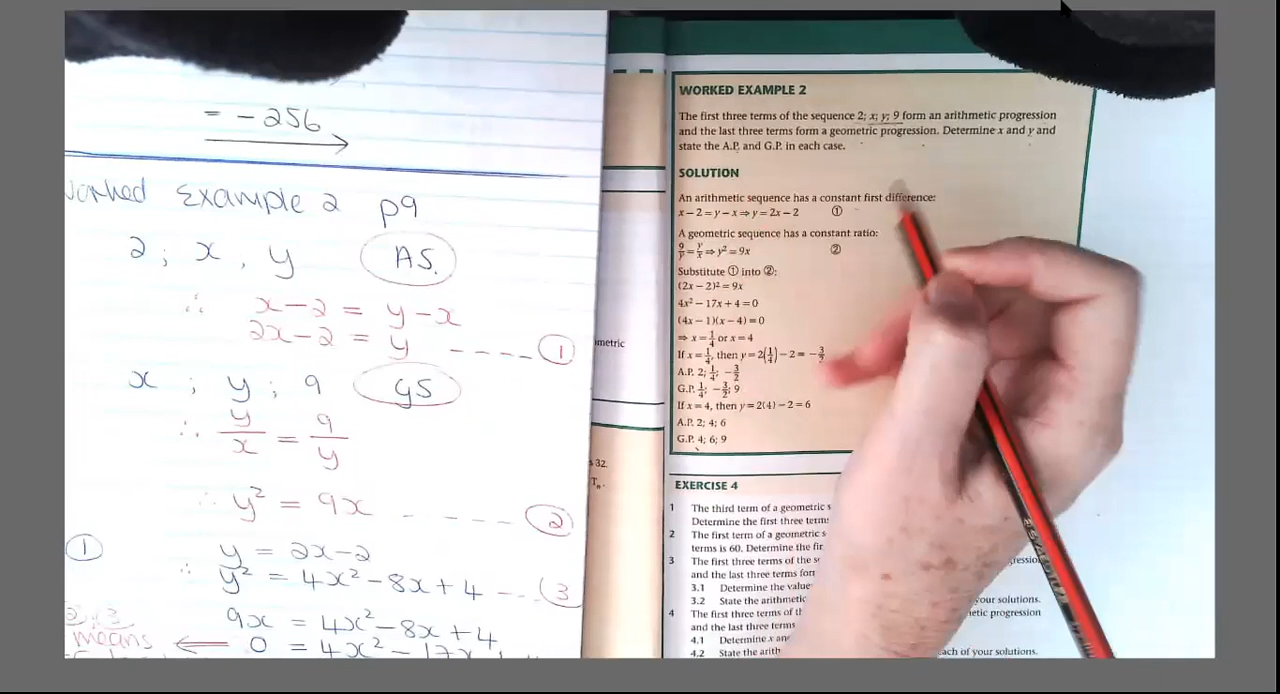 = -256
Worked Example 2 p9
2 ; x , y AS.
∴ x-2 = y-x
2x-2 = y ---- 1
x ; y ; 9 GS
∴ y/x = 9/y
∴ y² = 9x ---- 2
1 y = 2x-2
∴ y² = 4x²-8x+4 --- 3
9x = 4x²-8x+4
means ⇐ 0 = 4x²-17x
metric
s 32.
Tₙ.
WORKED EXAMPLE 2
The first three terms of the sequence 2; x; y; 9 form an arithmetic progression
and the last three terms form a geometric progression. Determine x and y and
state the A.P. and G.P. in each case.
SOLUTION
An arithmetic sequence has a constant first difference:
x – 2 = y – x ⇒ y = 2x – 2 ①
A geometric sequence has a constant ratio:
9/y = y/x ⇒ y² = 9x ②
Substitute ① into ②:
(2x – 2)² = 9x
4x² – 17x + 4 = 0
(4x – 1)(x – 4) = 0
⇒ x = 1/4 or x = 4
If x = 1/4, then y = 2(1/4) – 2 = –3/2
A.P. 2; 1/4; –3/2
G.P. 1/4; –3/2; 9
If x = 4, then y = 2(4) – 2 = 6
A.P. 2; 4; 6
G.P. 4; 6; 9
EXERCISE 4
1 The third term of a geometric s
Determine the first three terms
2 The first term of a geometric s
terms is 60. Determine the fir
3 The first three terms of the s
and the last three terms for
3.1 Determine the value
3.2 State the arithmetic your solutions.
4 The first three terms of th netic progression
and the last three terms
4.1 Determine x an
4.2 State the arith each of your solutions.